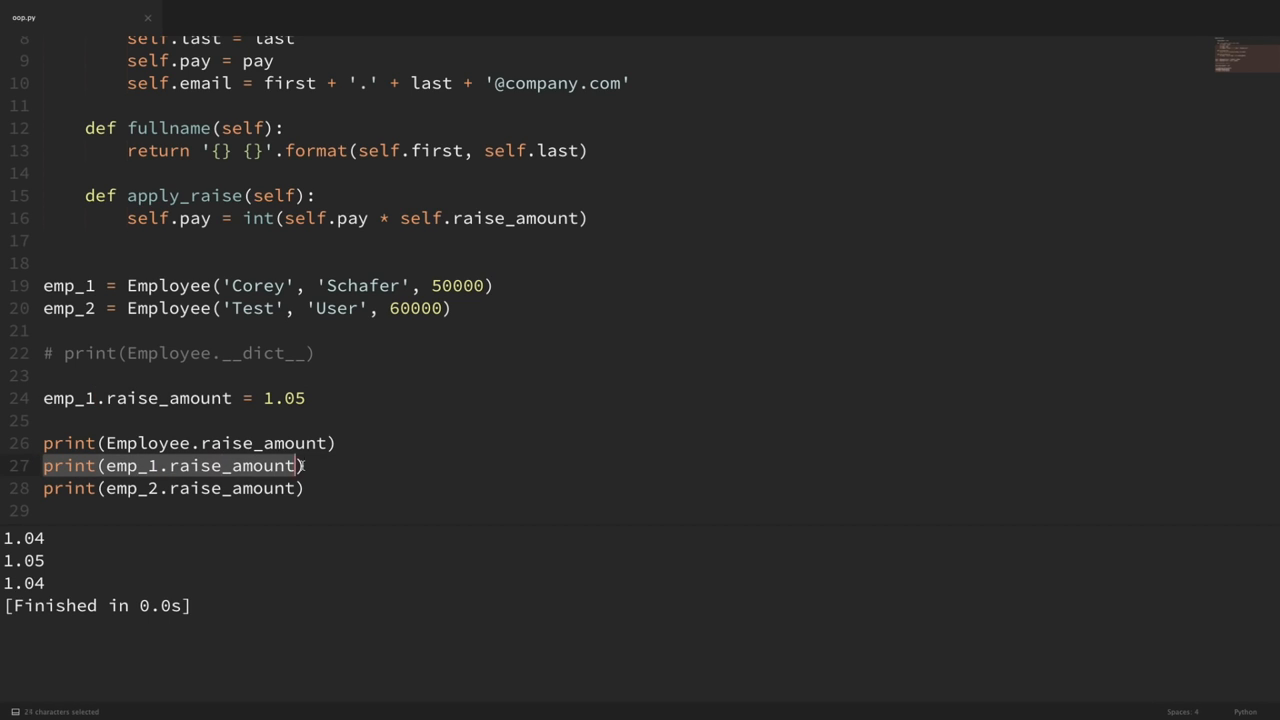 oop.py
8 self.last = last
9 self.pay = pay
10 self.email = first + '.' + last + '@company.com'
11
12 def fullname(self):
13 return '{} {}'.format(self.first, self.last)
14
15 def apply_raise(self):
16 self.pay = int(self.pay * self.raise_amount)
17
18
19 emp_1 = Employee('Corey', 'Schafer', 50000)
20 emp_2 = Employee('Test', 'User', 60000)
21
22 # print(Employee.__dict__)
23
24 emp_1.raise_amount = 1.05
25
26 print(Employee.raise_amount)
27 print(emp_1.raise_amount)
28 print(emp_2.raise_amount)
29
1.04
1.05
1.04
[Finished in 0.0s]
24 characters selected
Spaces: 4 Python